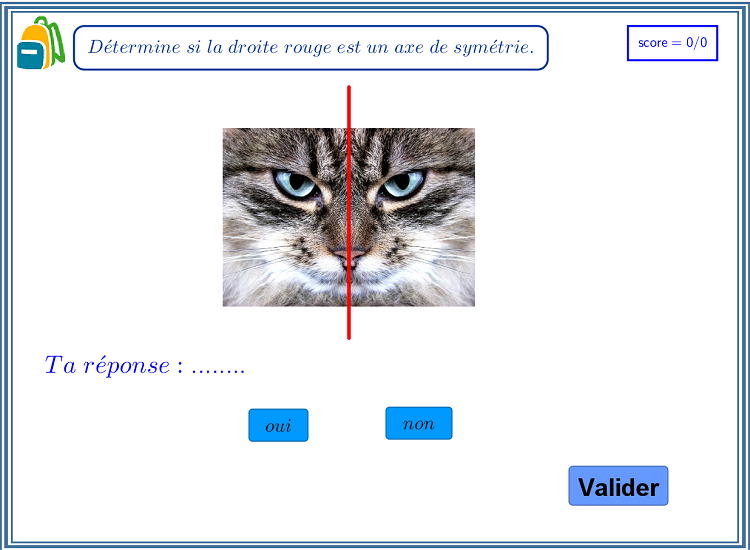 Détermine si la droite rouge est un axe de symétrie.
score = 0/0
Ta réponse : ........
oui
non
Valider